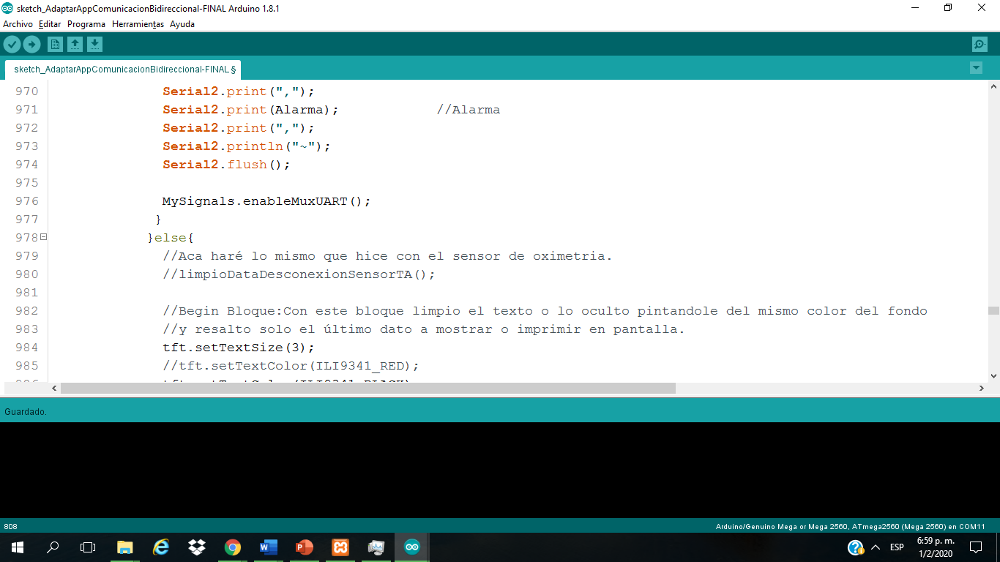 sketch_AdaptarAppComunicacionBidireccional-FINAL Arduino 1.8.1
Archivo Editar Programa Herramientas Ayuda
sketch_AdaptarAppComunicacionBidireccional-FINAL §
970 Serial2.print(",");
971 Serial2.print(Alarma); //Alarma
972 Serial2.print(",");
973 Serial2.println("~");
974 Serial2.flush();
975
976 MySignals.enableMuxUART();
977 }
978 }else{
979 //Aca haré lo mismo que hice con el sensor de oximetria.
980 //limpioDataDesconexionSensorTA();
981
982 //Begin Bloque:Con este bloque limpio el texto o lo oculto pintandole del mismo color del fondo
983 //y resalto solo el último dato a mostrar o imprimir en pantalla.
984 tft.setTextSize(3);
985 //tft.setTextColor(ILI9341_RED);
Guardado.
808
Arduino/Genuino Mega or Mega 2560, ATmega2560 (Mega 2560) en COM11
ESP
6:59 p. m.
1/2/2020